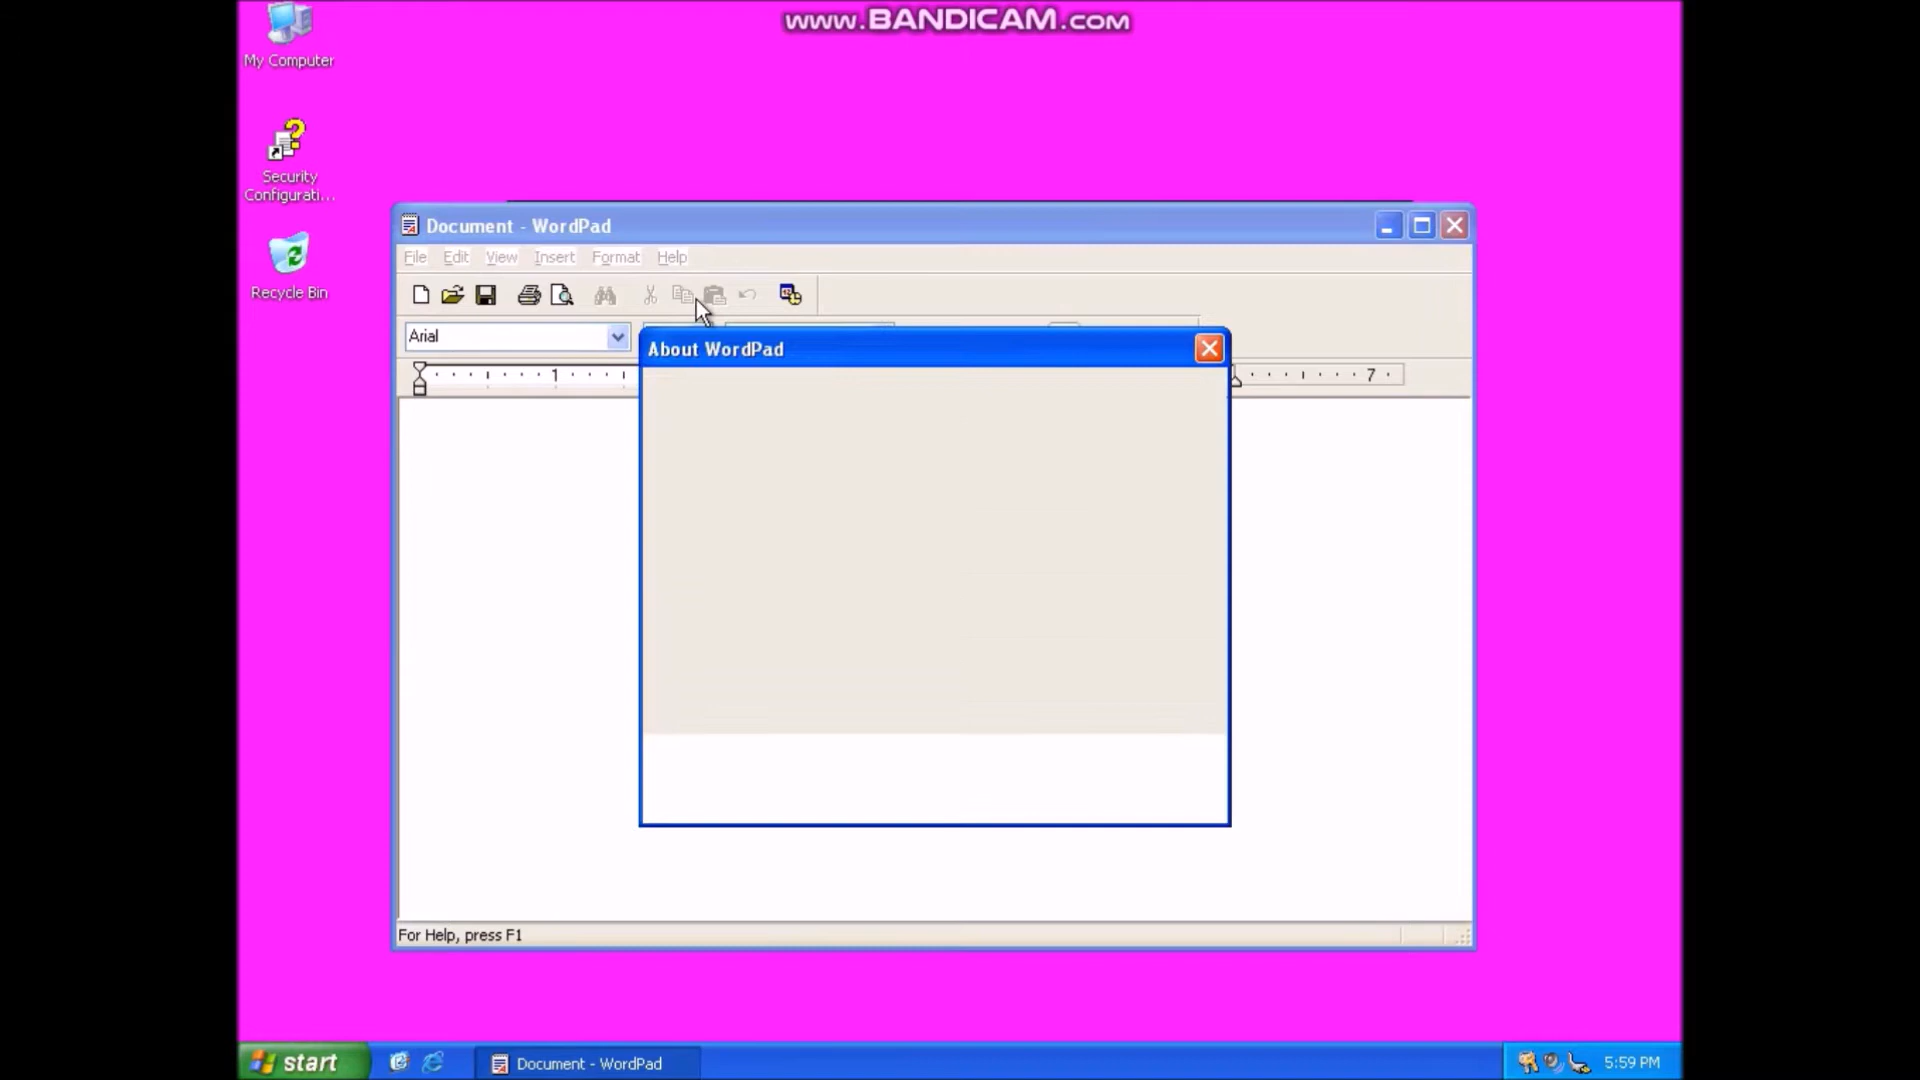 www.BANDICAM.com
My Computer
Security
Configurati...
Recycle Bin
Document - WordPad
File Edit View Insert Format Help
Arial
1 7
About WordPad
For Help, press F1
start Document - WordPad 5:59 PM